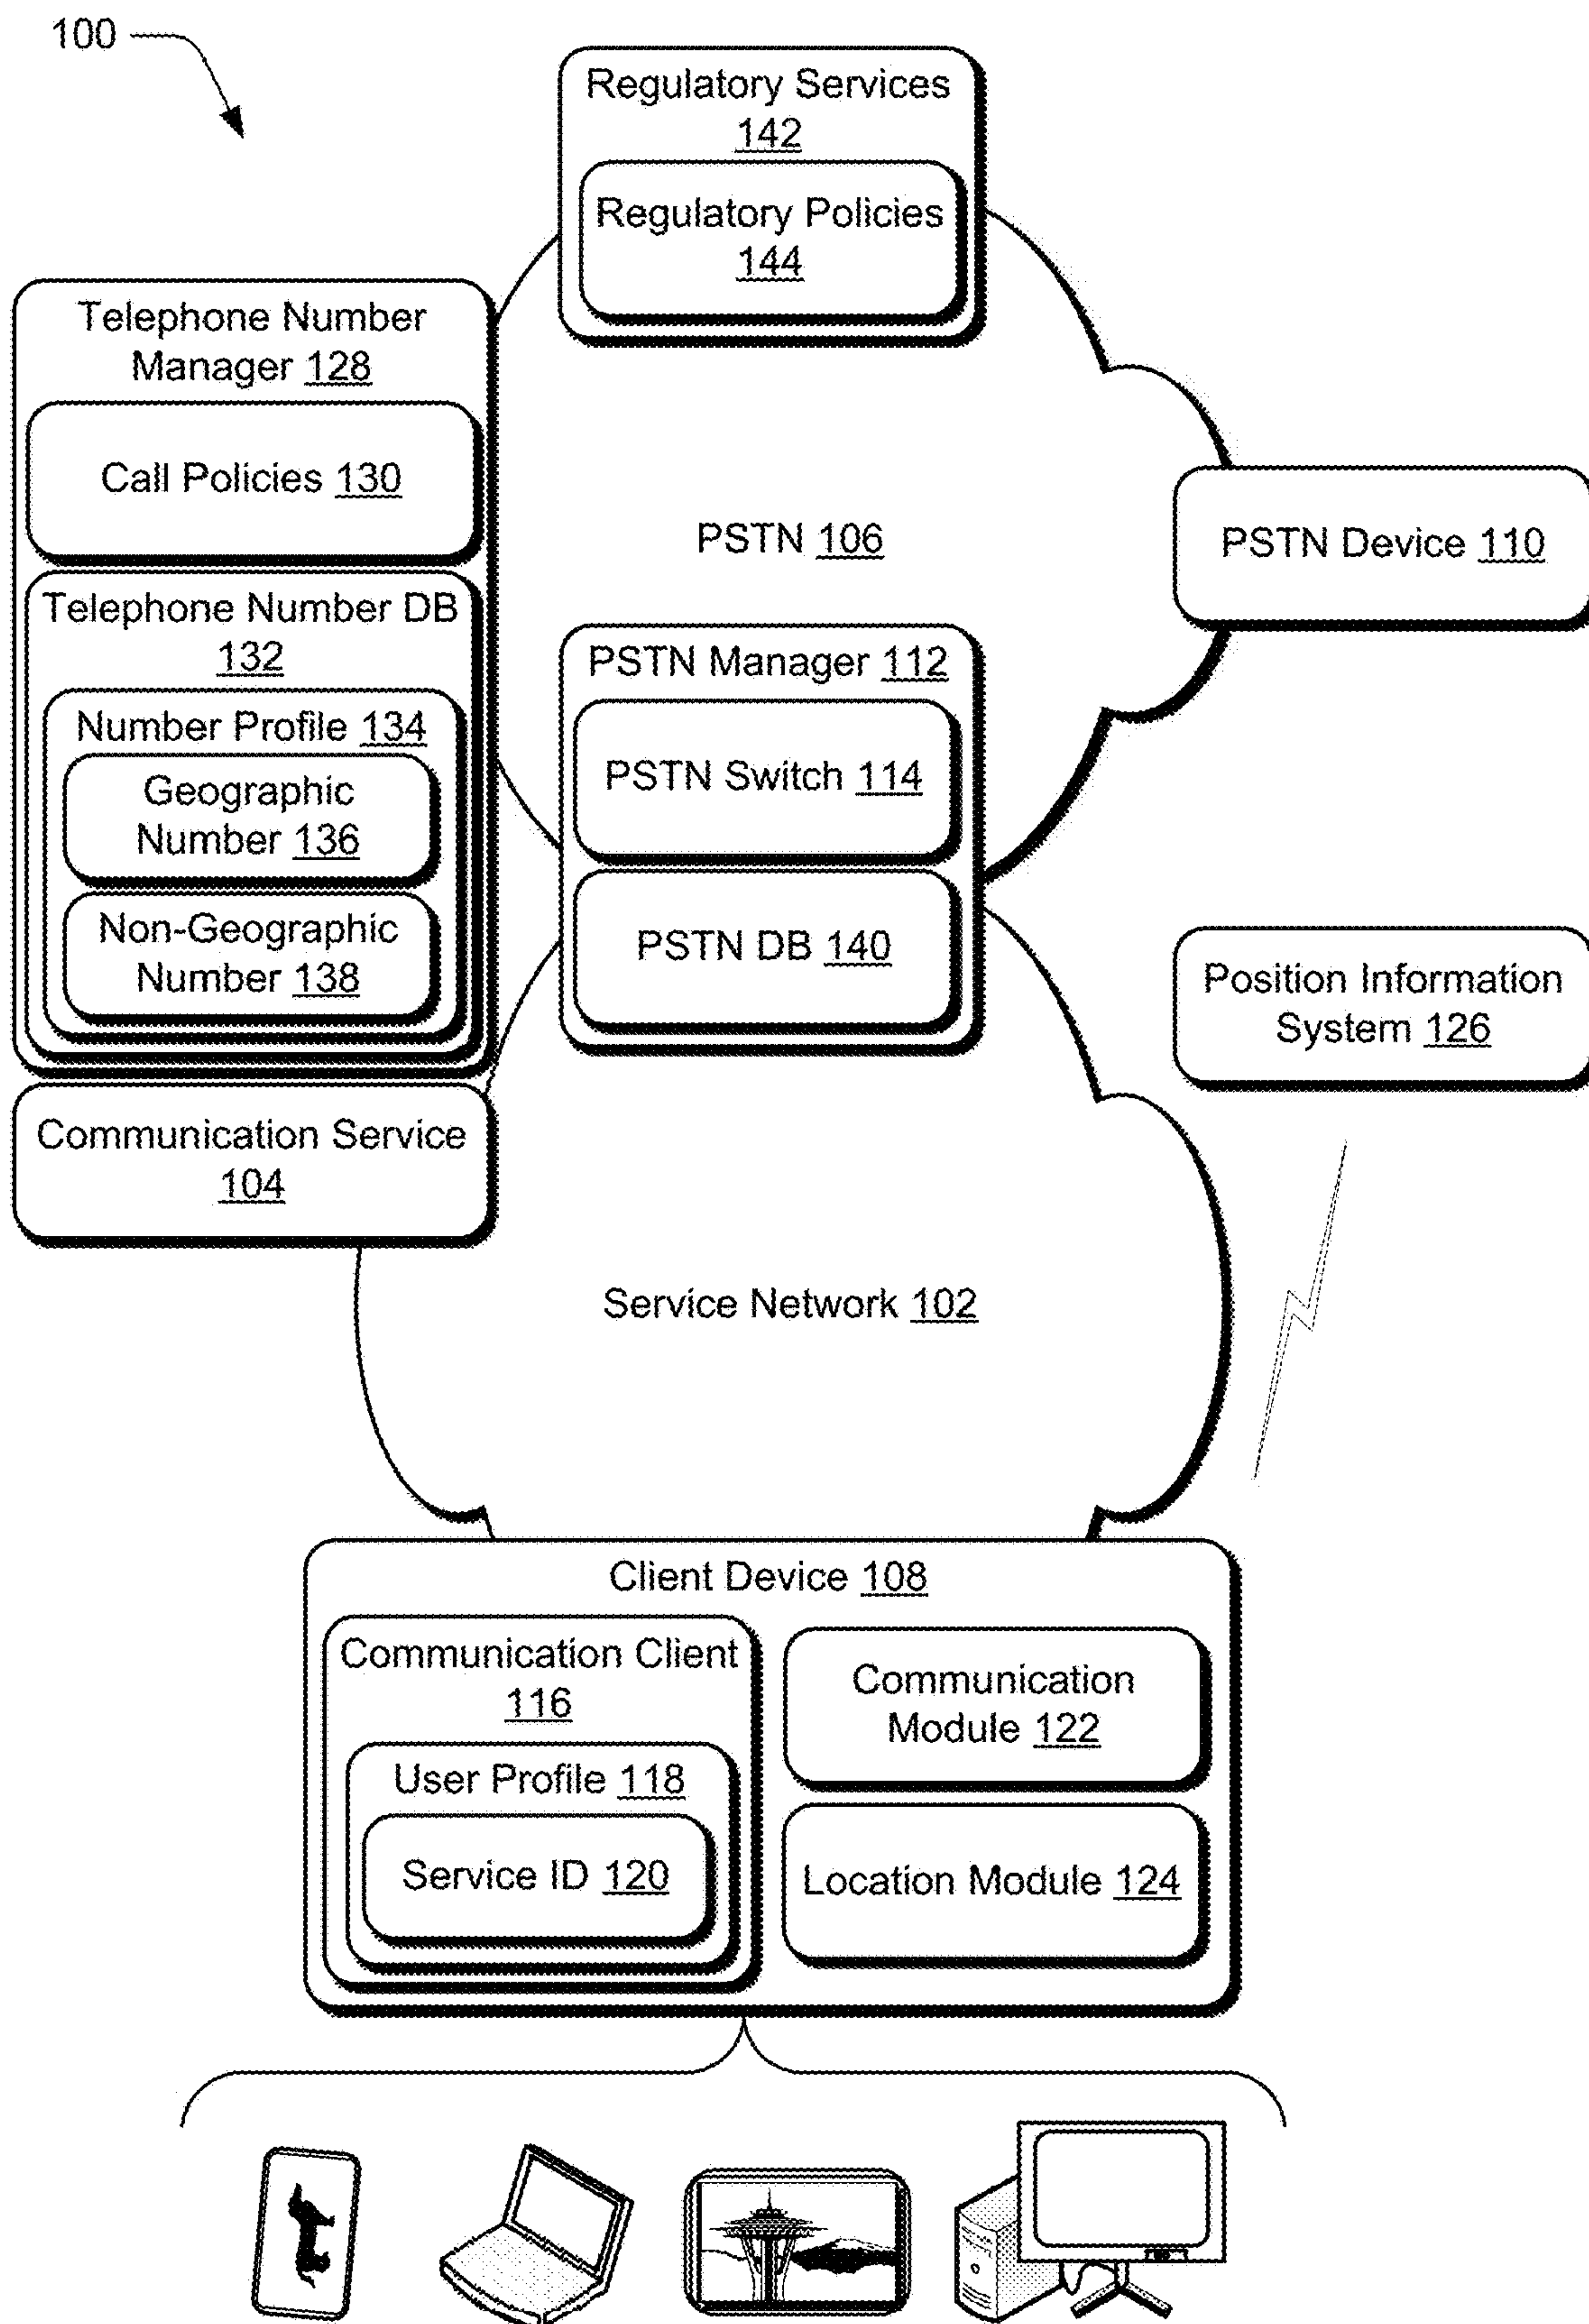 100
Regulatory Services
142
Regulatory Policies
144
Telephone Number
Manager 128
Call Policies 130
Telephone Number DB
132
Number Profile 134
Geographic
Number 136
Non-Geographic
Number 138
Communication Service
104
PSTN 106
PSTN Device 110
PSTN Manager 112
PSTN Switch 114
PSTN DB 140
Position Information
System 126
Service Network 102
Client Device 108
Communication Client
116
User Profile 118
Service ID 120
Communication
Module 122
Location Module 124